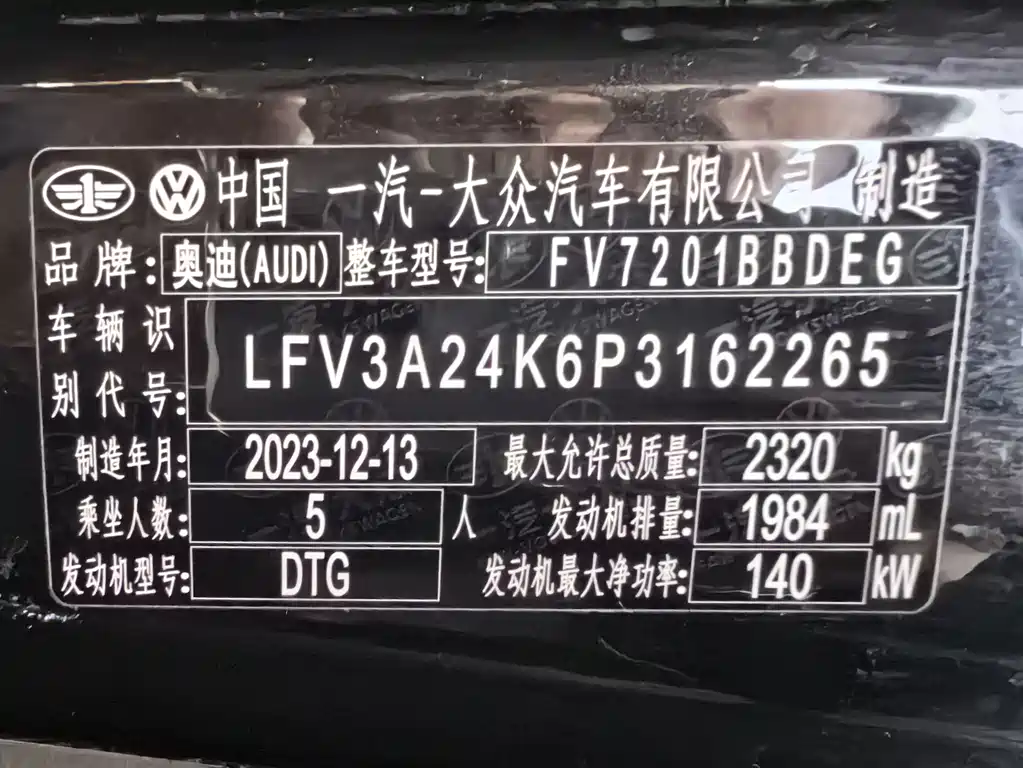 中国 一汽-大众汽车有限公司 制造
品牌: 奥迪(AUDI) 整车型号: FV7201BBDEG
车辆识
别代号: LFV3A24K6P3162265
制造年月: 2023-12-13 最大允许总质量: 2320 kg
乘坐人数: 5 人 发动机排量: 1984 mL
发动机型号: DTG 发动机最大净功率: 140 kW